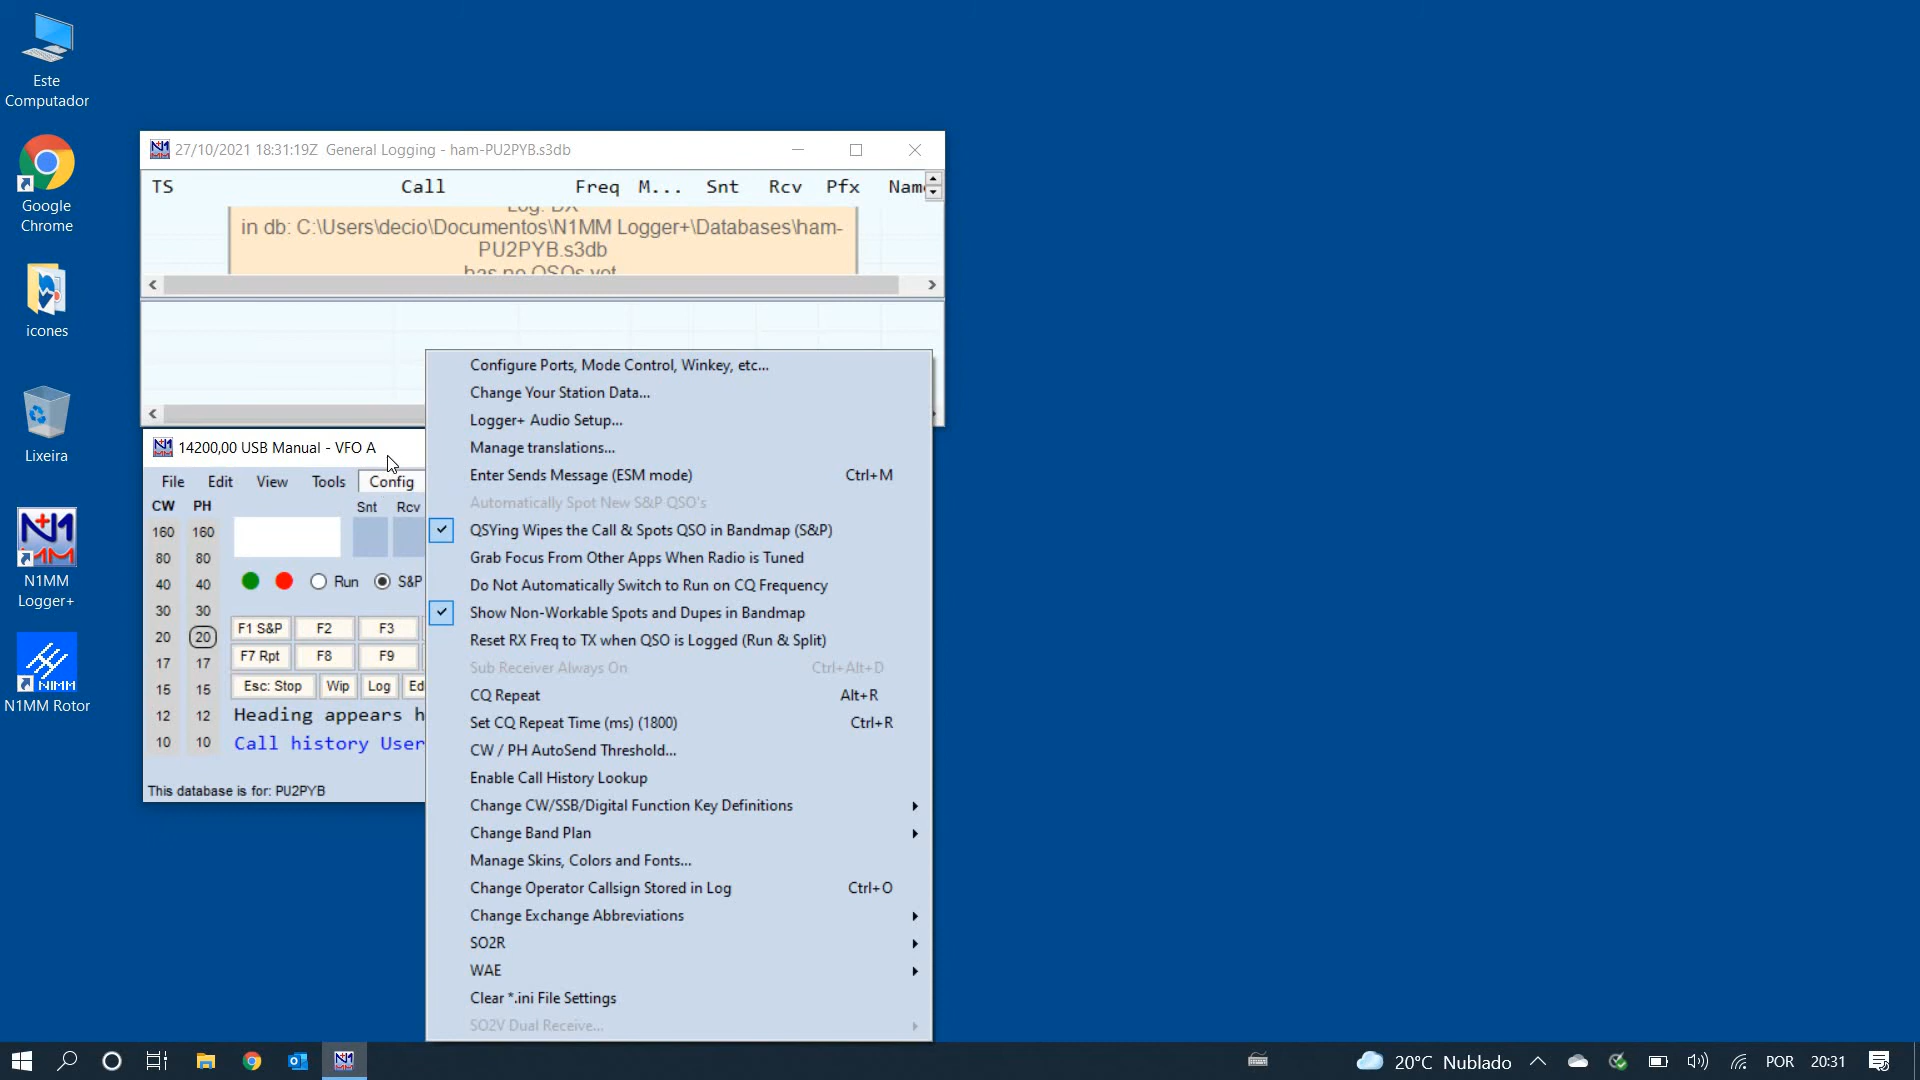 Este
Computador
Google
Chrome
icones
Lixeira
N1MM
Logger+
N1MM Rotor
27/10/2021 18:31:19Z General Logging - ham-PU2PYB.s3db
TS Call Freq M... Snt Rcv Pfx Name
Log: DX
in db: C:\Users\decio\Documentos\N1MM Logger+\Databases\ham-
PU2PYB.s3db
has no QSOs yet
14200,00 USB Manual - VFO A
File Edit View Tools Config
CW PH Snt Rcv
160 160
80 80
40 40 Run S&P
30 30
20 20 F1 S&P F2 F3
17 17 F7 Rpt F8 F9
15 15 Esc: Stop Wip Log Ed
12 12 Heading appears h
10 10 Call history User
This database is for: PU2PYB
Configure Ports, Mode Control, Winkey, etc...
Change Your Station Data...
Logger+ Audio Setup...
Manage translations...
Enter Sends Message (ESM mode) Ctrl+M
Automatically Spot New S&P QSO's
QSYing Wipes the Call & Spots QSO in Bandmap (S&P)
Grab Focus From Other Apps When Radio is Tuned
Do Not Automatically Switch to Run on CQ Frequency
Show Non-Workable Spots and Dupes in Bandmap
Reset RX Freq to TX when QSO is Logged (Run & Split)
Sub Receiver Always On Ctrl+Alt+D
CQ Repeat Alt+R
Set CQ Repeat Time (ms) (1800) Ctrl+R
CW / PH AutoSend Threshold...
Enable Call History Lookup
Change CW/SSB/Digital Function Key Definitions
Change Band Plan
Manage Skins, Colors and Fonts...
Change Operator Callsign Stored in Log Ctrl+O
Change Exchange Abbreviations
SO2R
WAE
Clear *.ini File Settings
SO2V Dual Receive...
20°C Nublado POR 20:31